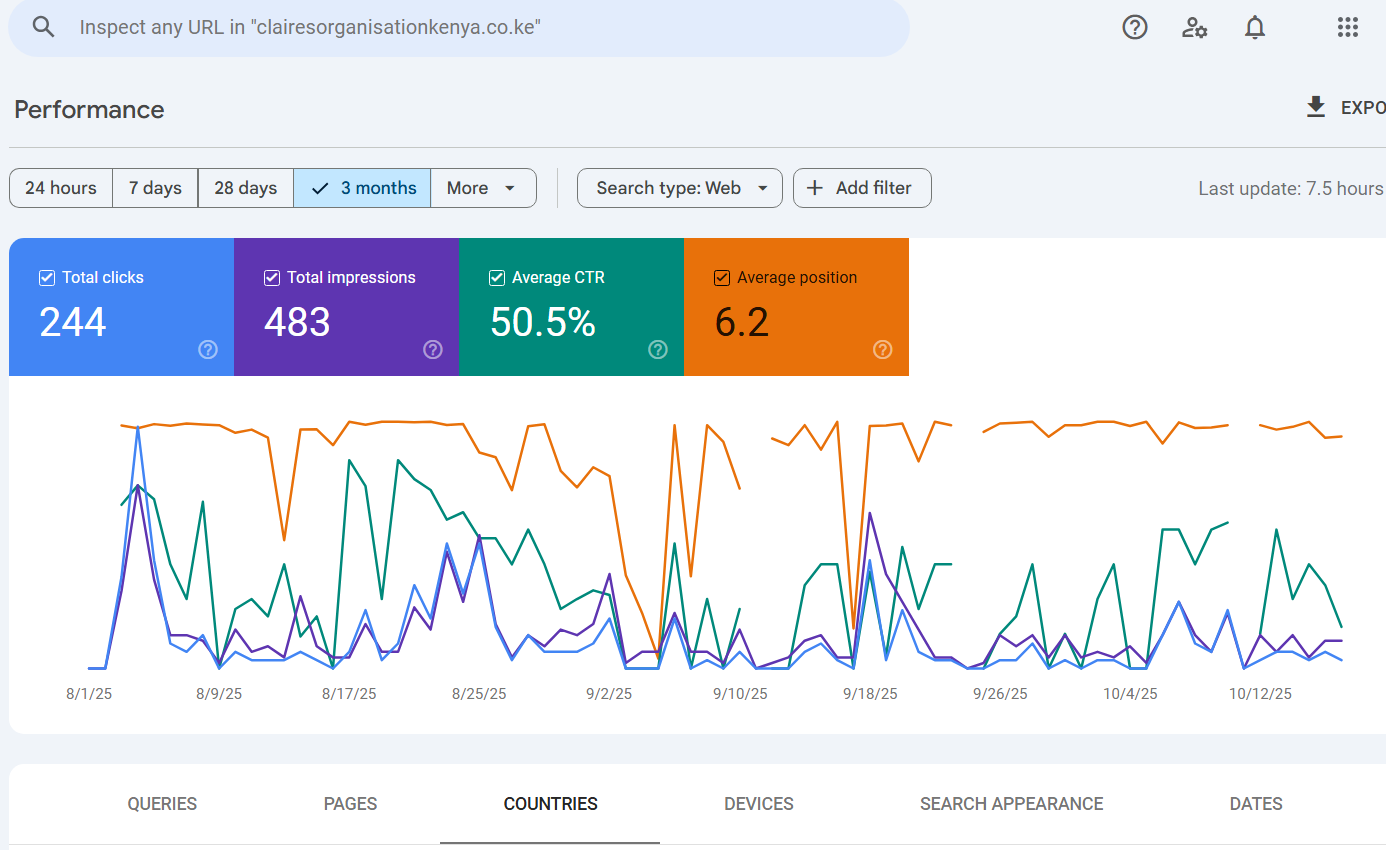 Inspect any URL in "clairesorganisationkenya.co.ke"
Performance
EXPO
24 hours 7 days 28 days 3 months More Search type: Web Add filter Last update: 7.5 hours
Total clicks Total impressions Average CTR Average position
244 483 50.5% 6.2
8/1/25 8/9/25 8/17/25 8/25/25 9/2/25 9/10/25 9/18/25 9/26/25 10/4/25 10/12/25
QUERIES PAGES COUNTRIES DEVICES SEARCH APPEARANCE DATES